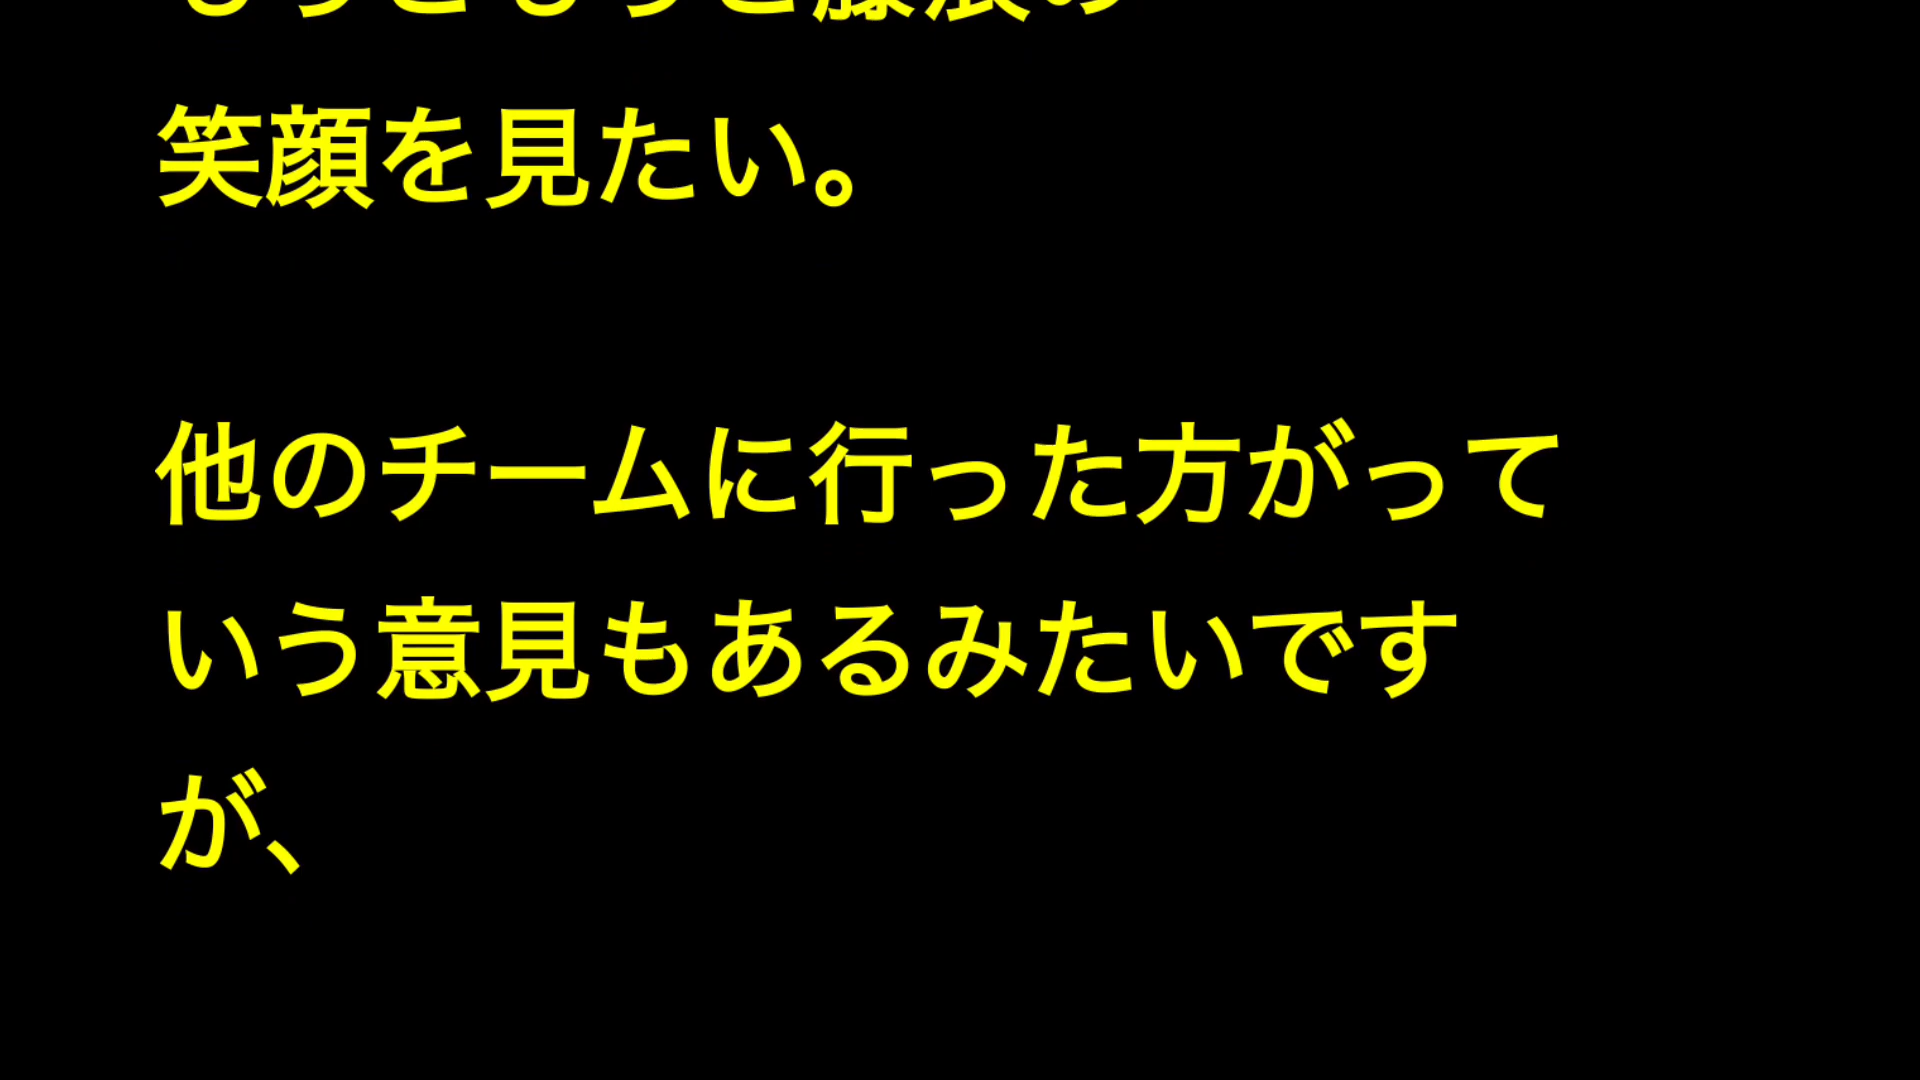 笑顔を見たい。
他のチームに行った方がって
いう意見もあるみたいです
が、